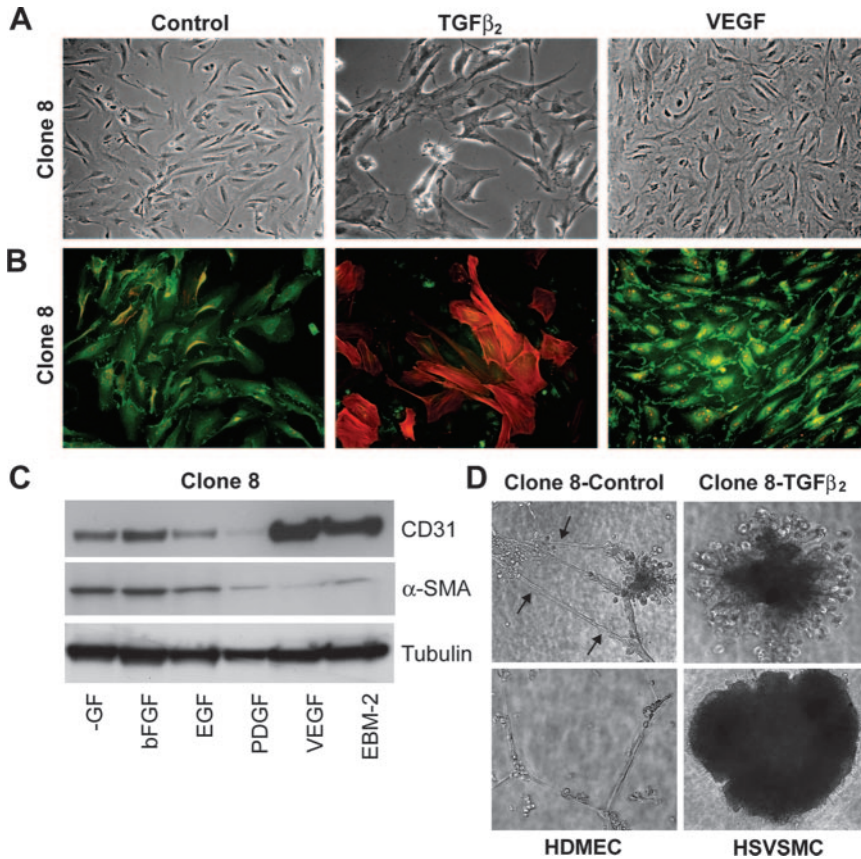 A
Control
TGFβ₂
VEGF
Clone 8
B
Clone 8
C
Clone 8
CD31
α-SMA
Tubulin
-GF
bFGF
EGF
PDGF
VEGF
EBM-2
D
Clone 8-Control
Clone 8-TGFβ₂
HDMEC
HSVSMC